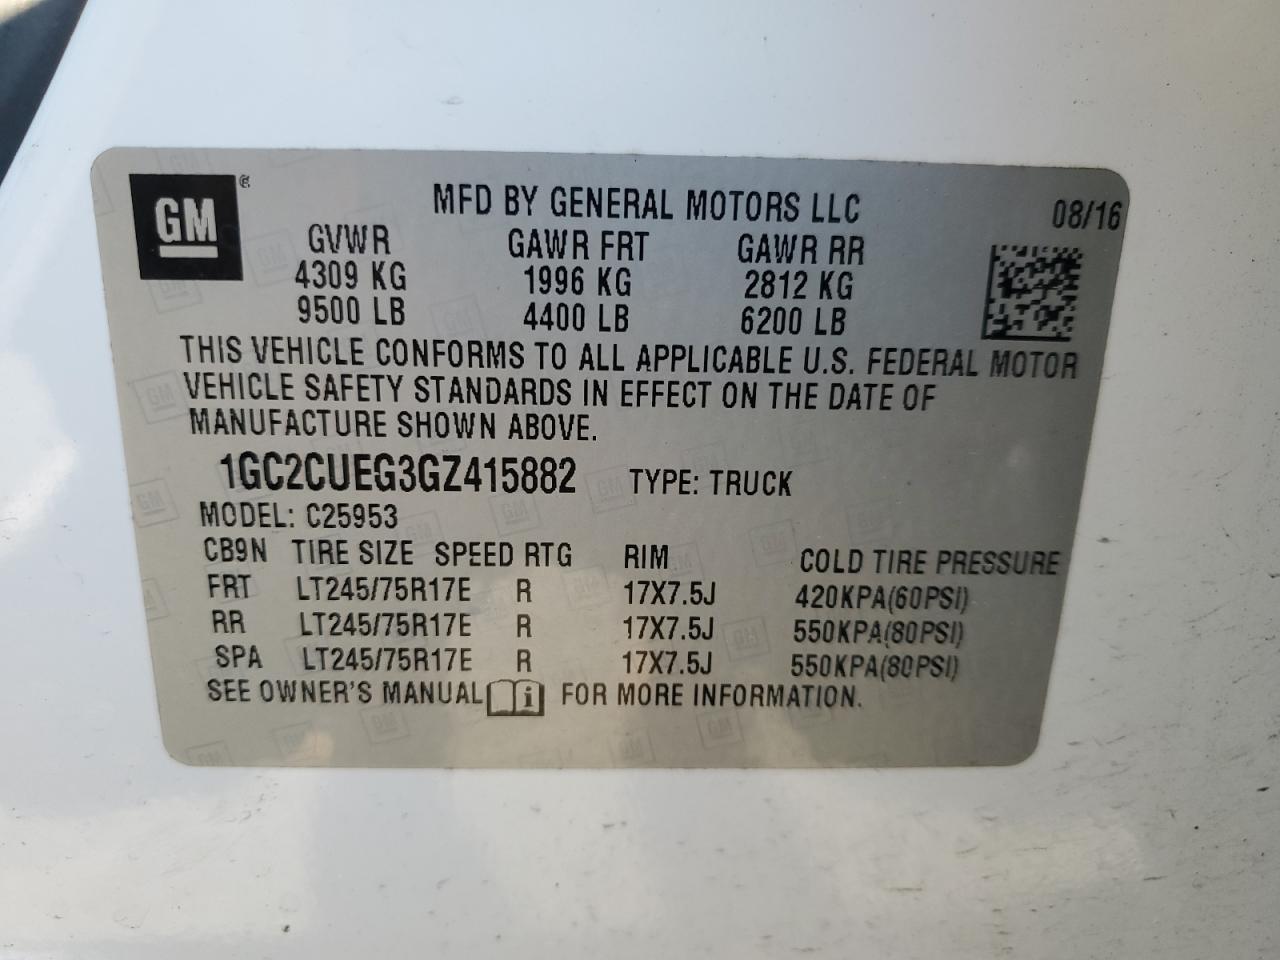 GM ®
MFD BY GENERAL MOTORS LLC 08/16
GVWR GAWR FRT GAWR RR
4309 KG 1996 KG 2812 KG
9500 LB 4400 LB 6200 LB
THIS VEHICLE CONFORMS TO ALL APPLICABLE U.S. FEDERAL MOTOR
VEHICLE SAFETY STANDARDS IN EFFECT ON THE DATE OF
MANUFACTURE SHOWN ABOVE.
1GC2CUEG3GZ415882 TYPE: TRUCK
MODEL: C25953
CB9N TIRE SIZE SPEED RTG RIM COLD TIRE PRESSURE
FRT LT245/75R17E R 17X7.5J 420KPA(60PSI)
RR LT245/75R17E R 17X7.5J 550KPA(80PSI)
SPA LT245/75R17E R 17X7.5J 550KPA(80PSI)
SEE OWNER'S MANUAL i FOR MORE INFORMATION.